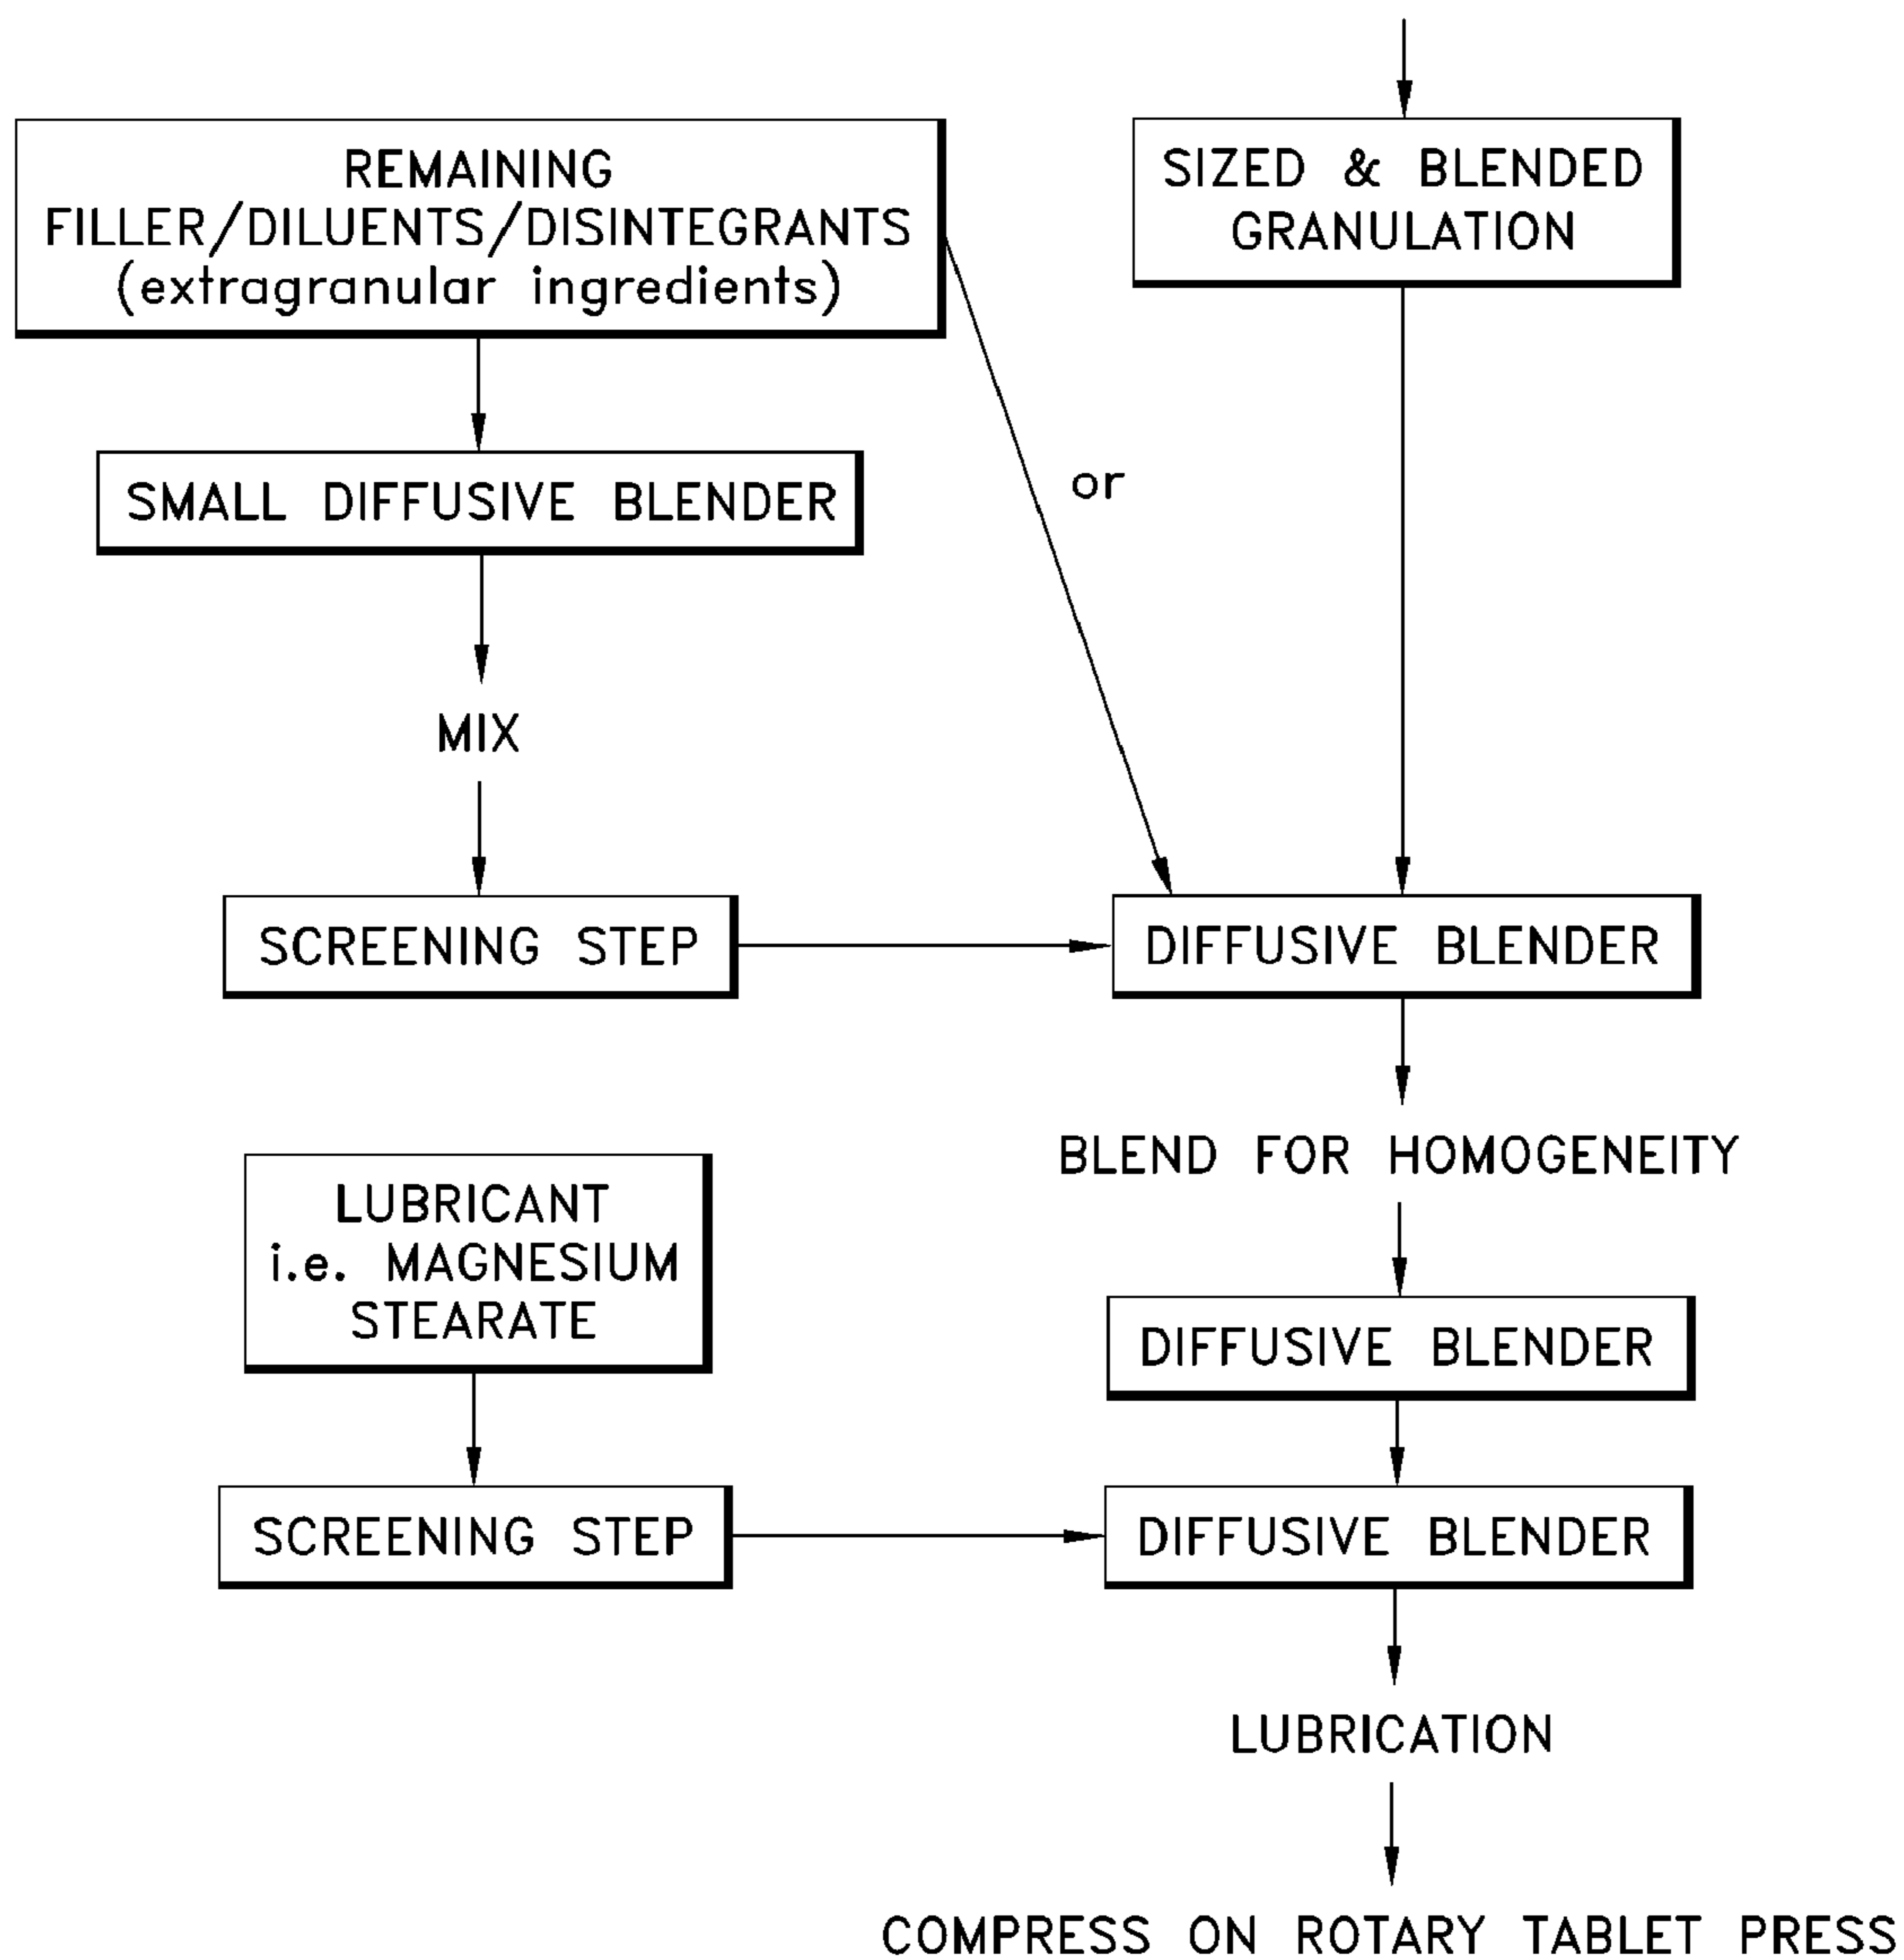 REMAINING
FILLER/DILUENTS/DISINTEGRANTS
(extragranular ingredients)
SIZED & BLENDED
GRANULATION
SMALL DIFFUSIVE BLENDER
or
MIX
SCREENING STEP
DIFFUSIVE BLENDER
BLEND FOR HOMOGENEITY
LUBRICANT
i.e. MAGNESIUM
STEARATE
DIFFUSIVE BLENDER
SCREENING STEP
DIFFUSIVE BLENDER
LUBRICATION
COMPRESS ON ROTARY TABLET PRESS